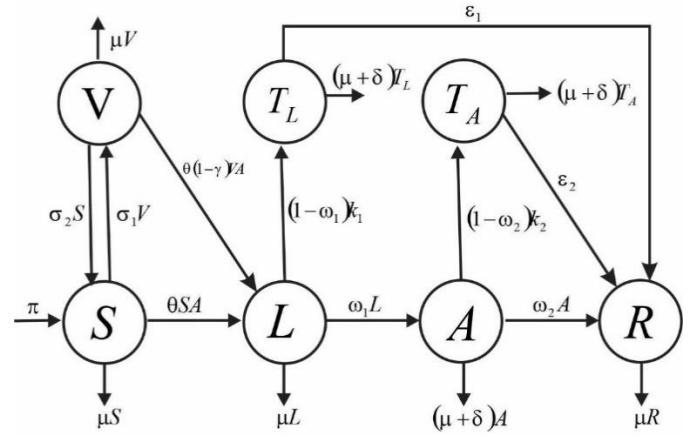 ε₁
μV
V
T_L
(μ+δ)T_L
T_A
(μ+δ)T_A
θ(1-γ)VA
ε₂
σ₂S
σ₁V
(1-ω₁)k₁
(1-ω₂)k₂
π
S
θSA
L
ω₁L
A
ω₂A
R
μS
μL
(μ+δ)A
μR